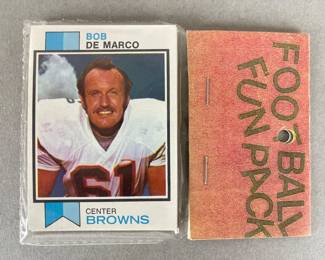 BOB
DE MARCO
61
CENTER
BROWNS
FOOTBALL
FUN PACK